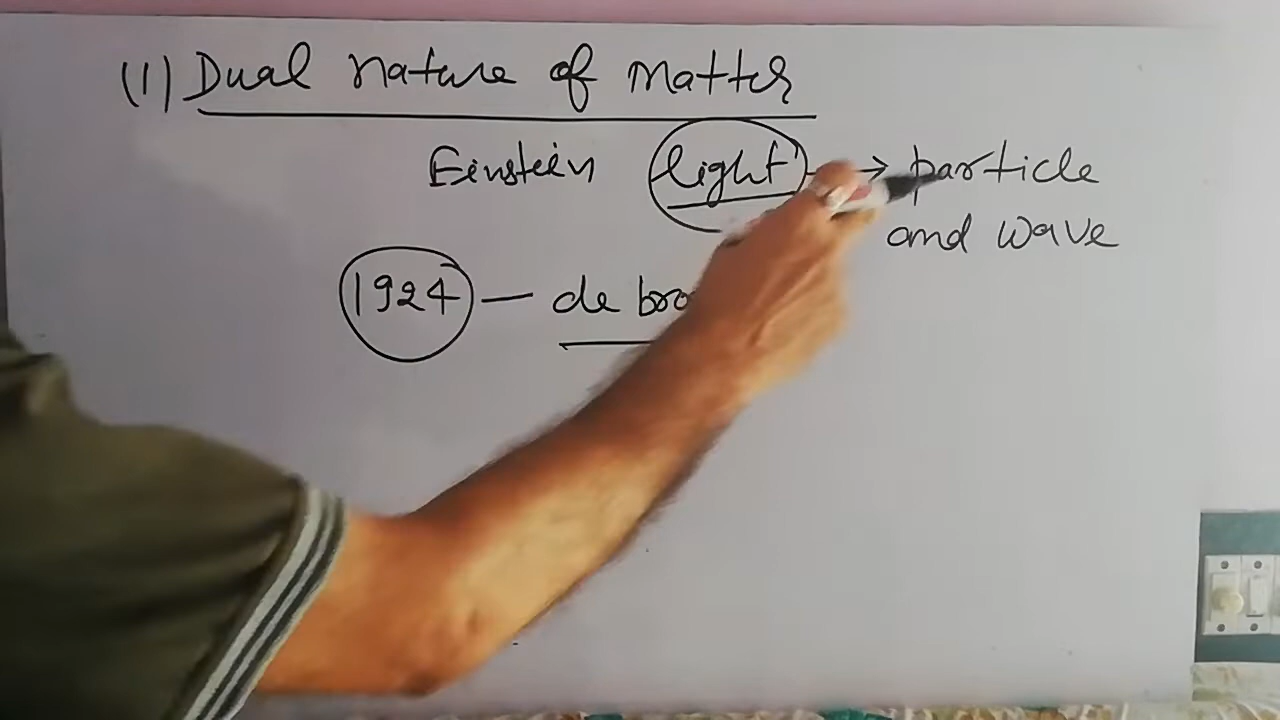 (1) Dual nature of matter
Einstein light → particle
and wave
1924 — de bro